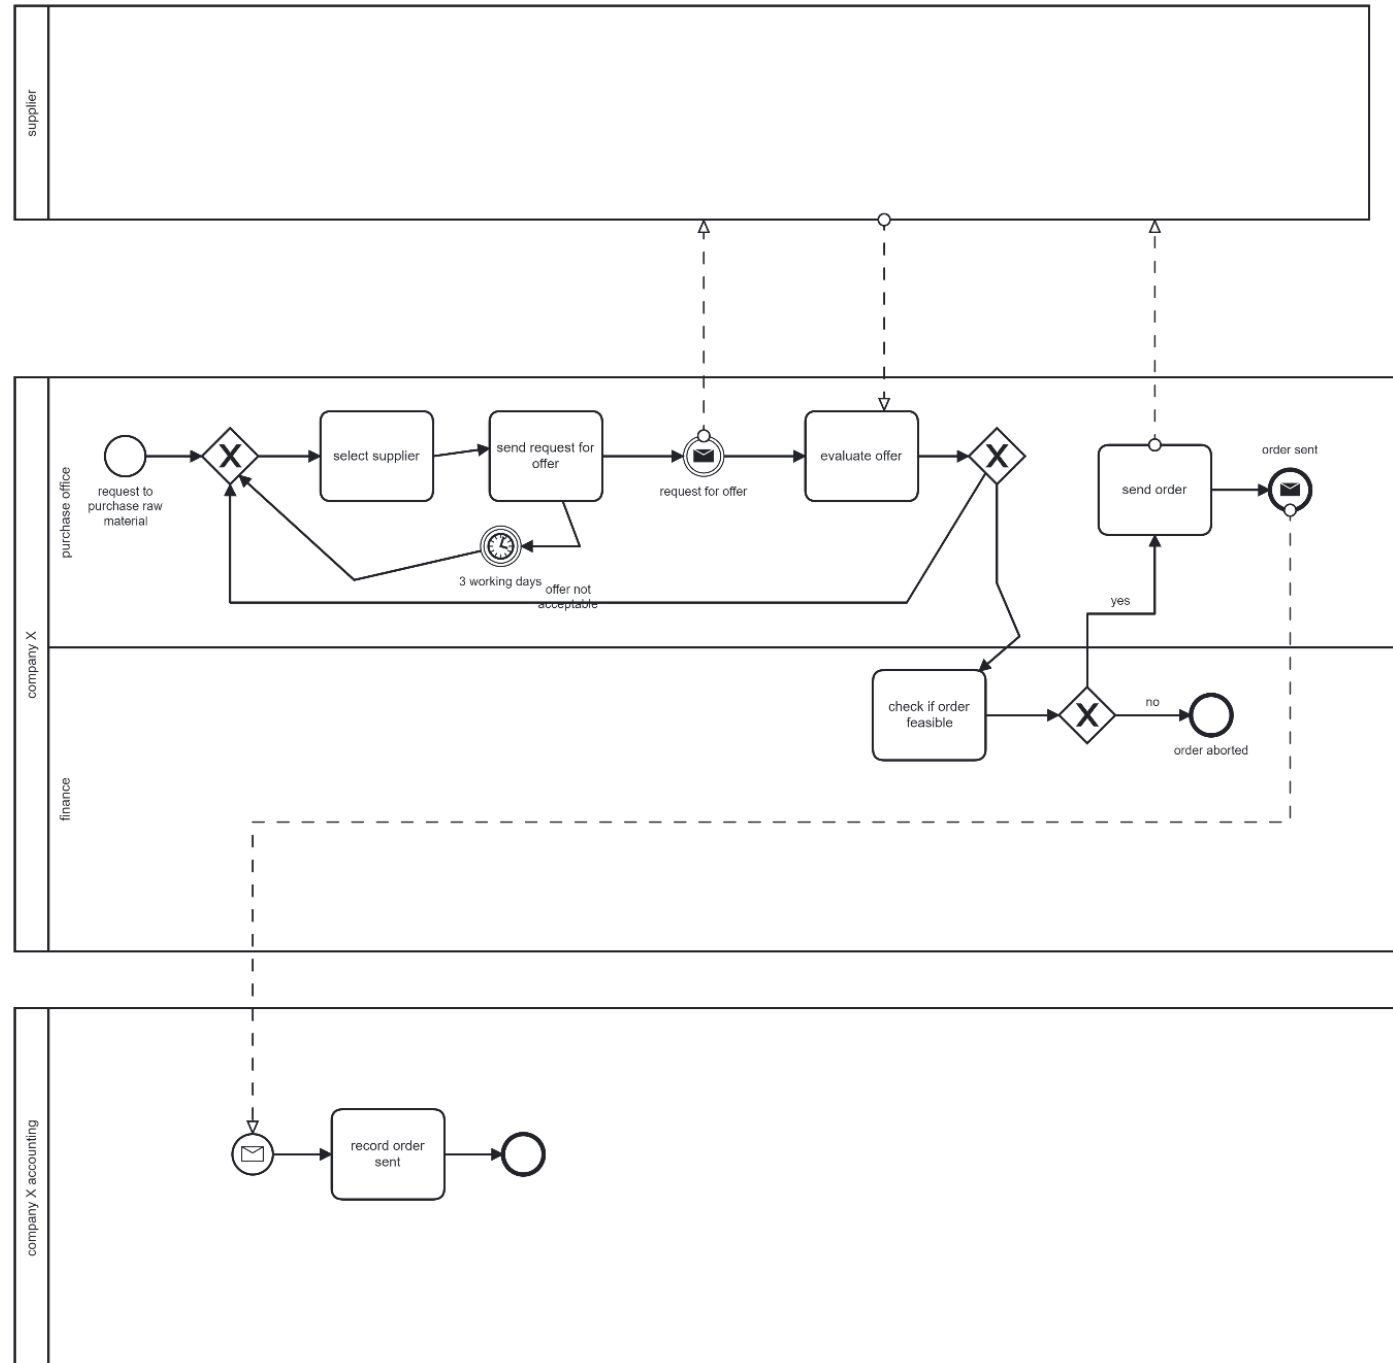 supplier
company X
purchase office
request to
purchase raw
material
select supplier
send request for
offer
3 working days
offer not
acceptable
request for offer
evaluate offer
send order
order sent
yes
finance
check if order
feasible
no
order aborted
company X accounting
record order
sent